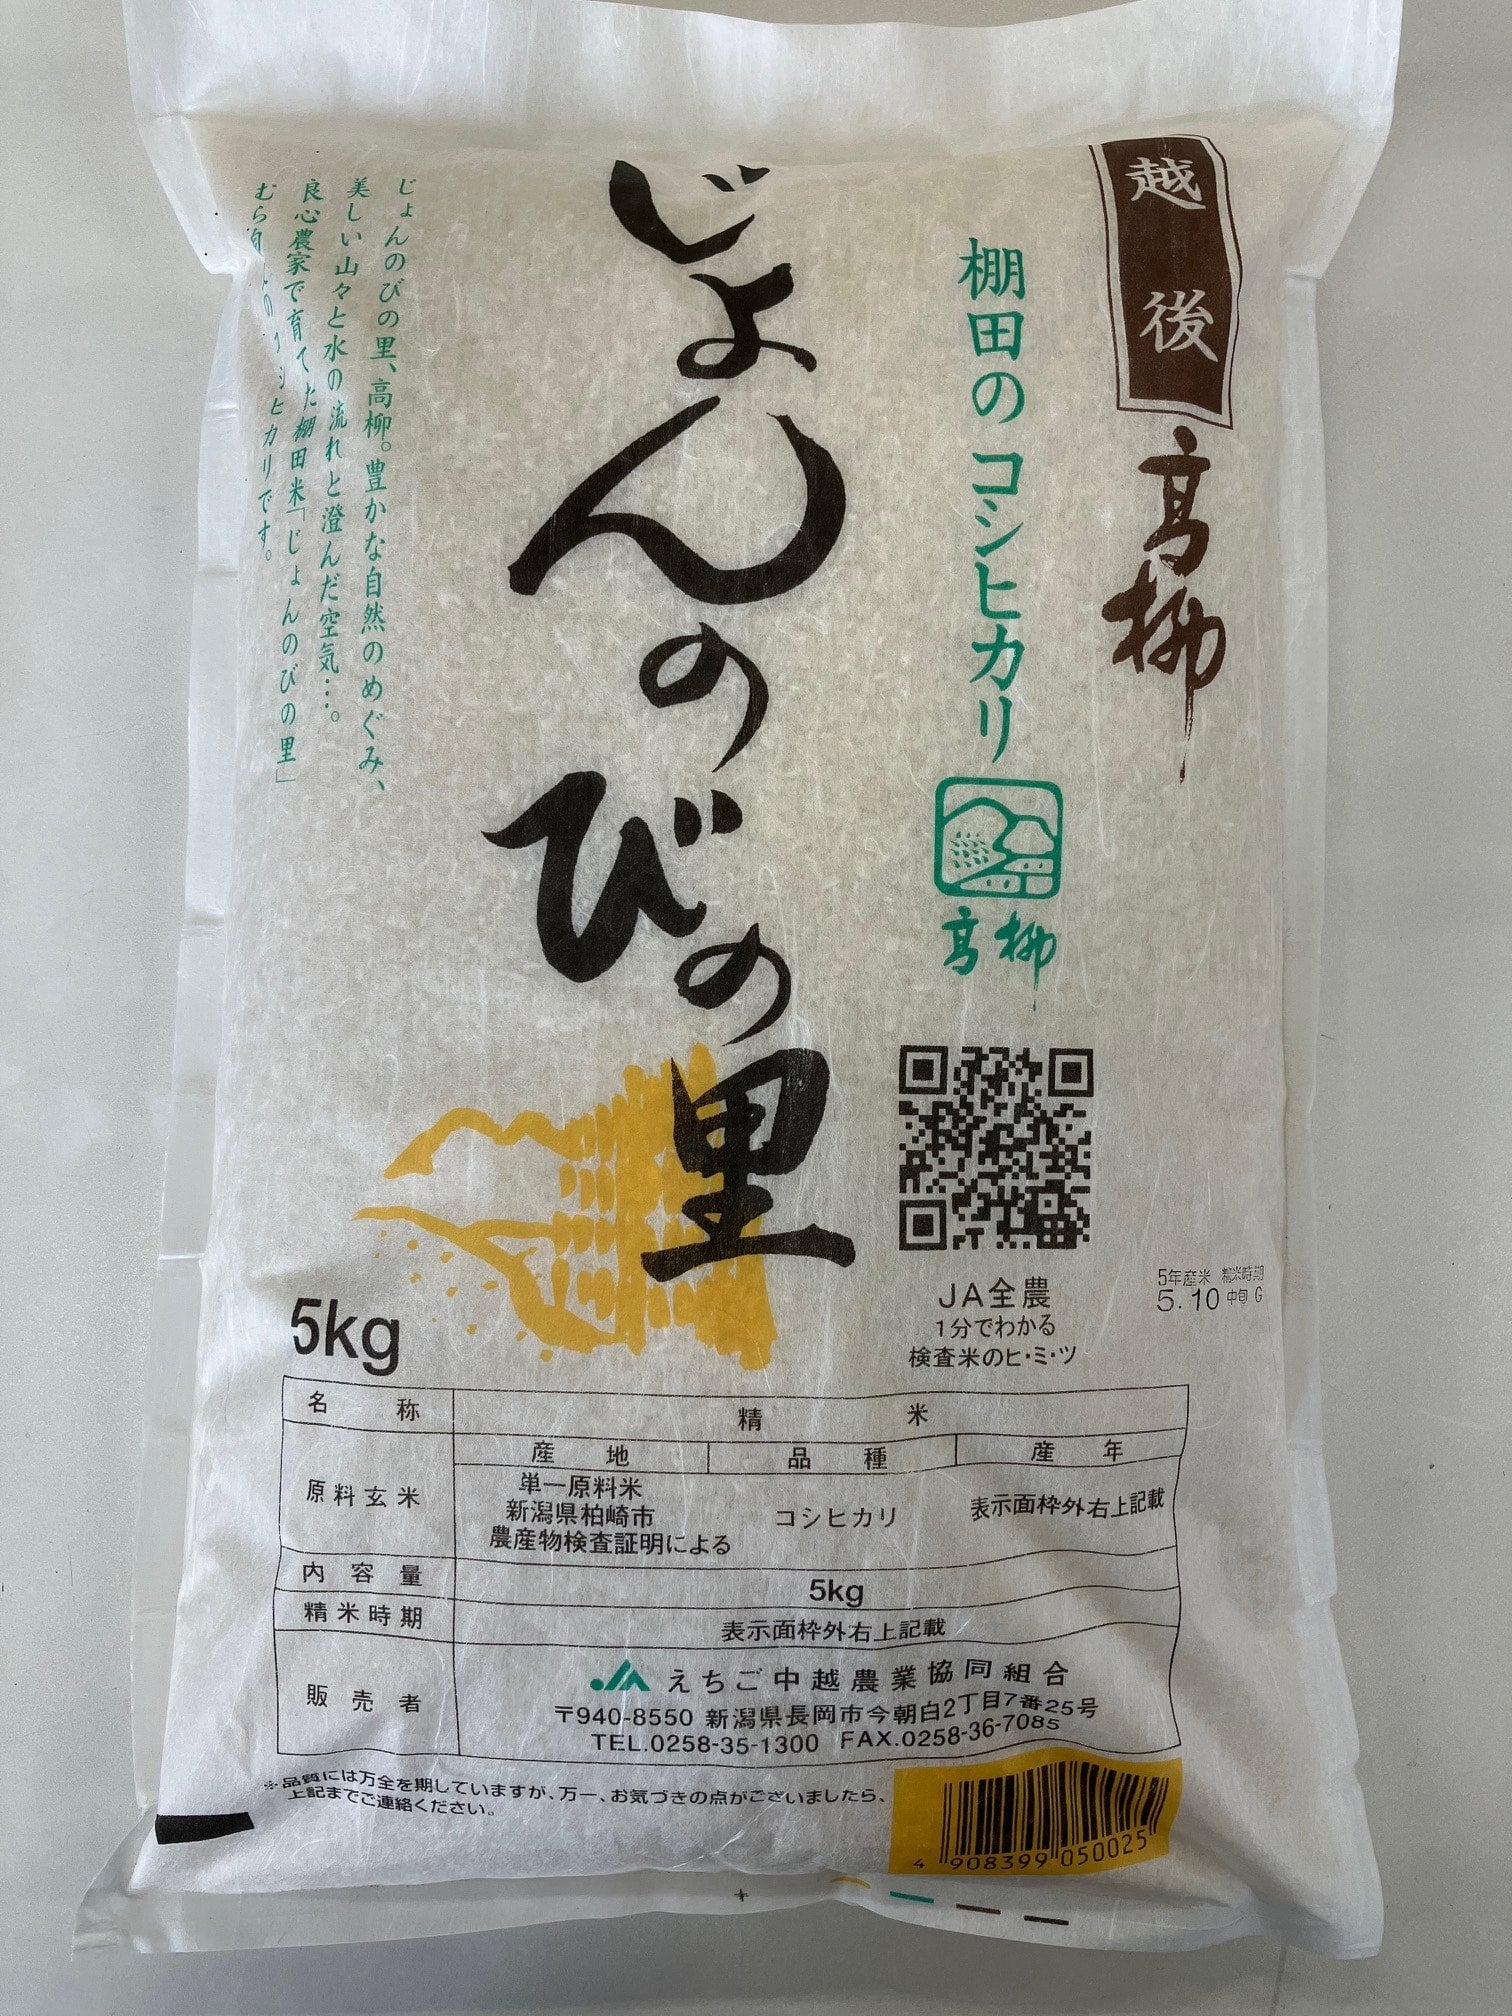 越後
高柳
棚田のコシヒカリ
高柳
じょんのびの里
じょんのびの里、高柳。豊かな自然のめぐみ、
美しい山々と水の流れと澄んだ空気…。
良心農家で育てた棚田米「じょんのびの里」
むら
シヒカリです。
JA全農
1分でわかる
検査米のヒ・ミ・ツ
5年産米 精米時期
5.10 中旬 G
5kg
名称 精米
原料玄米 産地 品種 産年
単一原料米
新潟県柏崎市 コシヒカリ 表示面枠外右上記載
農産物検査証明による
内容量 5kg
精米時期 表示面枠外右上記載
販売者 JA えちご中越農業協同組合
〒940-8550 新潟県長岡市今朝白2丁目7番25号
TEL.0258-35-1300 FAX.0258-36-7085
※品質には万全を期していますが、万一、お気づきの点がございましたら、
上記までご連絡ください。
4 908399 050025